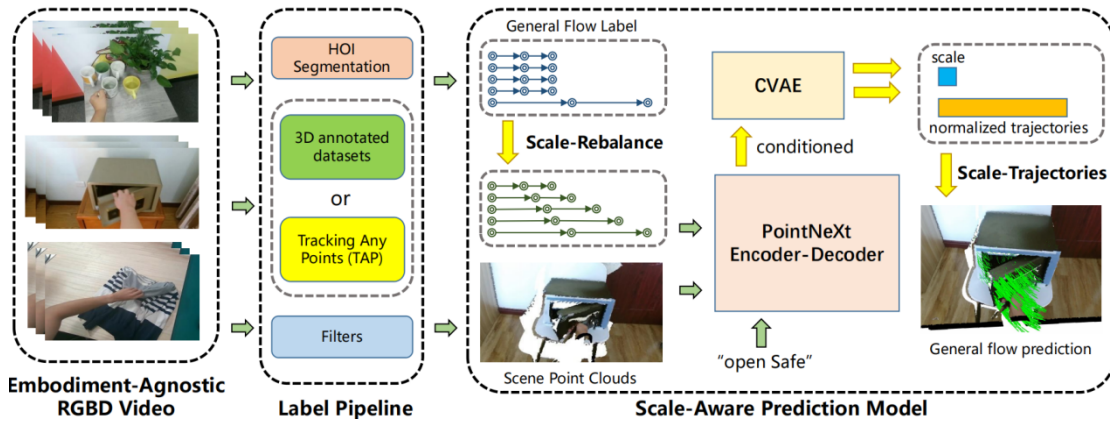 HOI
Segmentation
3D annotated
datasets
or
Tracking Any
Points (TAP)
Filters
Embodiment-Agnostic
RGBD Video
Label Pipeline
General Flow Label
Scale-Rebalance
Scene Point Clouds
CVAE
conditioned
PointNeXt
Encoder-Decoder
“open Safe”
scale
normalized trajectories
Scale-Trajectories
General flow prediction
Scale-Aware Prediction Model